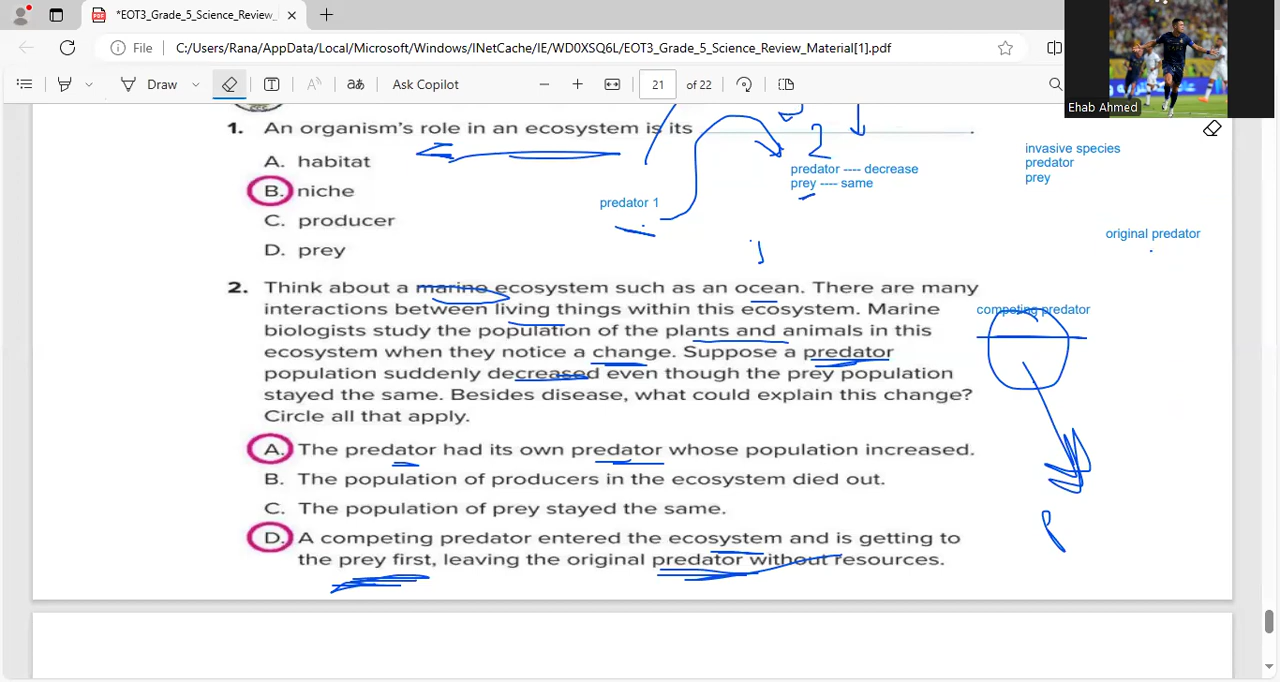 *EOT3_Grade_5_Science_Review_
File
C:/Users/Rana/AppData/Local/Microsoft/Windows/INetCache/IE/WD0XSQ6L/EOT3_Grade_5_Science_Review_Material[1].pdf
Draw
aあ
Ask Copilot
21 of 22
Ehab Ahmed
1. An organism's role in an ecosystem is its
A. habitat
B. niche
C. producer
D. prey
2
predator ---- decrease
prey ---- same
predator 1
invasive species
predator
prey
original predator
competing predator
2. Think about a marine ecosystem such as an ocean. There are many
interactions between living things within this ecosystem. Marine
biologists study the population of the plants and animals in this
ecosystem when they notice a change. Suppose a predator
population suddenly decreased even though the prey population
stayed the same. Besides disease, what could explain this change?
Circle all that apply.
A. The predator had its own predator whose population increased.
B. The population of producers in the ecosystem died out.
C. The population of prey stayed the same.
D. A competing predator entered the ecosystem and is getting to
the prey first, leaving the original predator without resources.